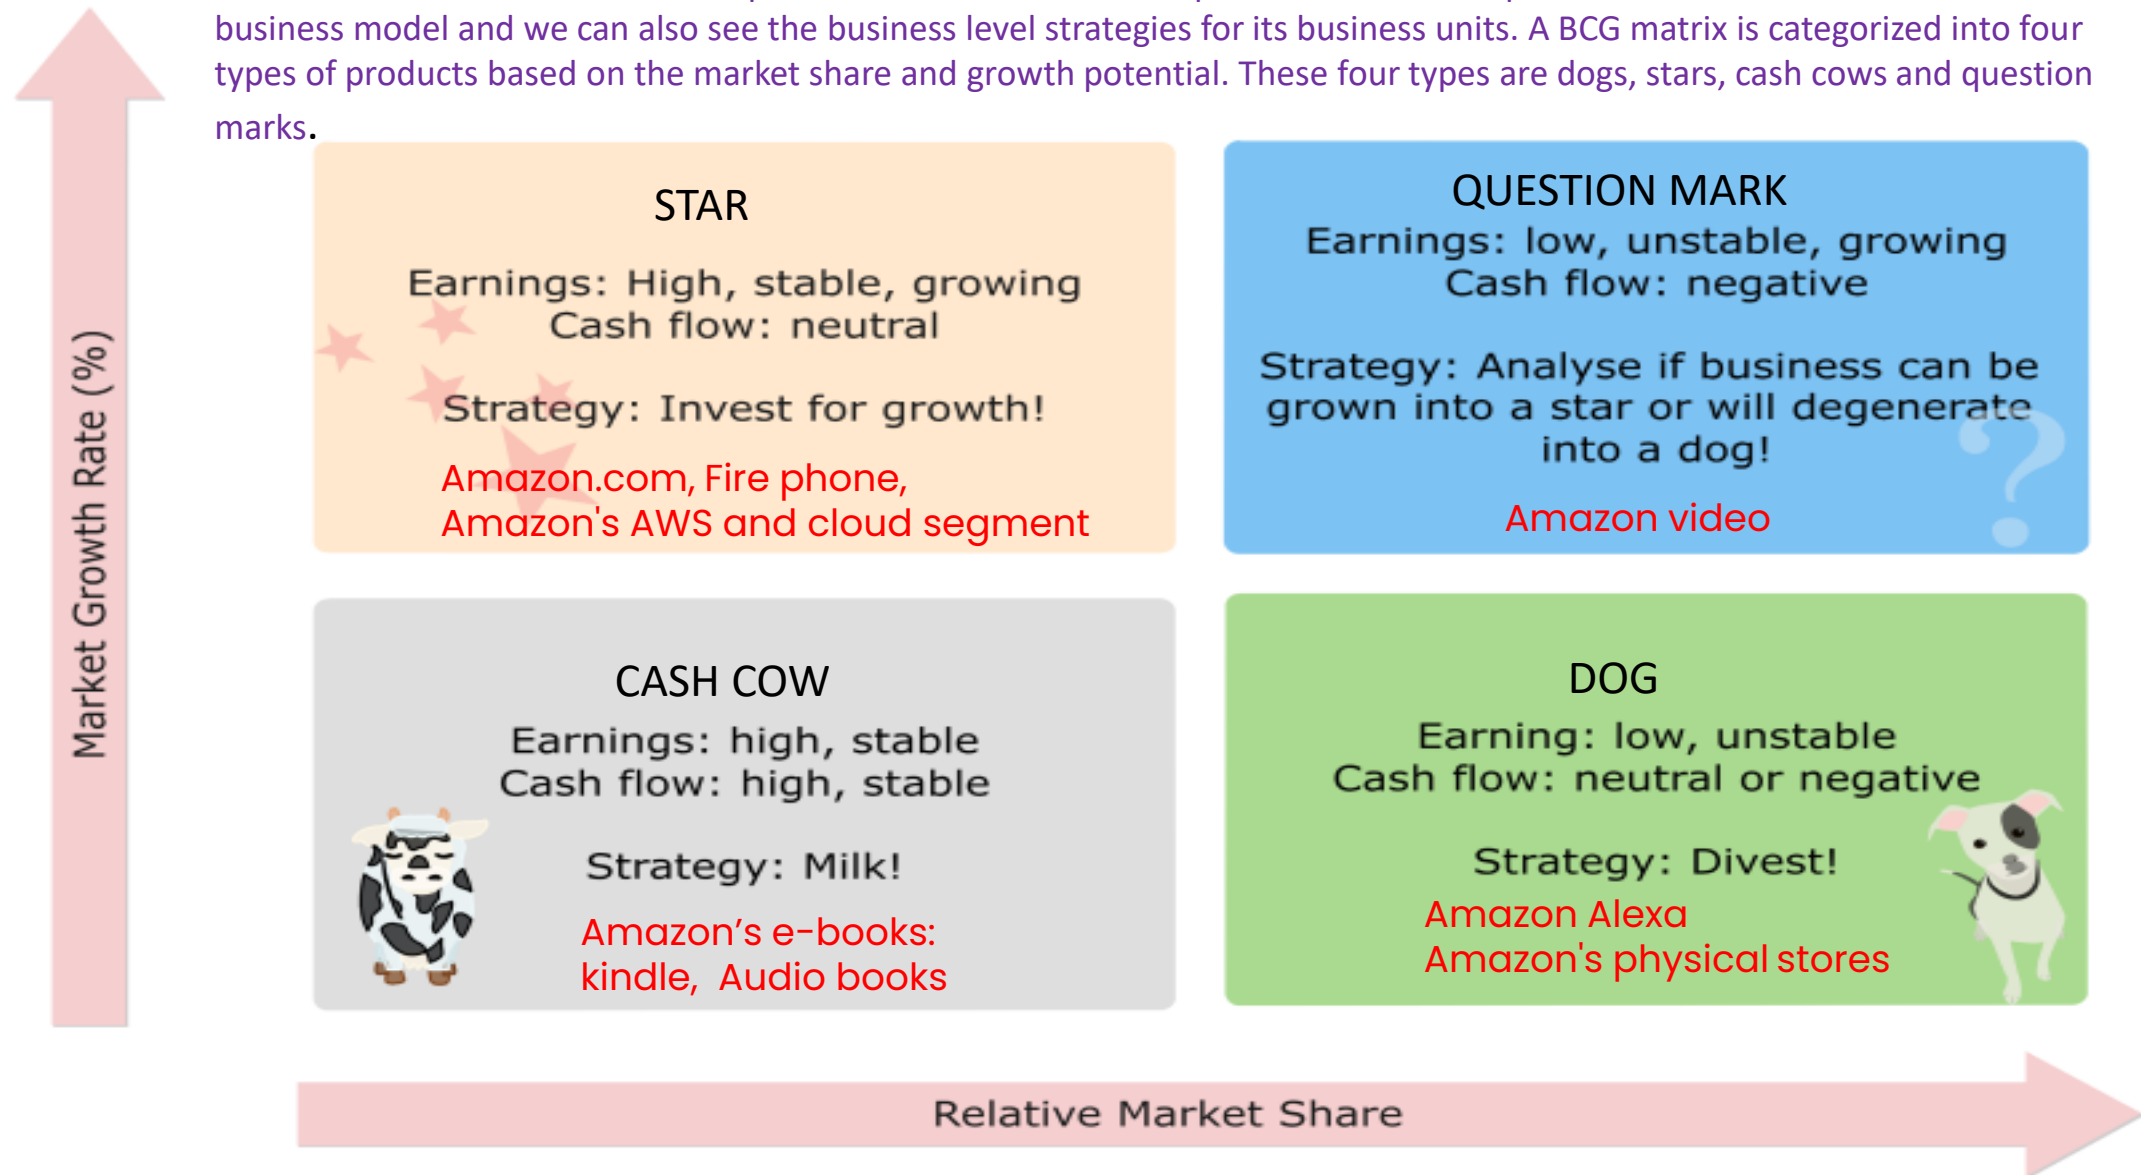 business model and we can also see the business level strategies for its business units. A BCG matrix is categorized into four
types of products based on the market share and growth potential. These four types are dogs, stars, cash cows and question
marks.
STAR
Earnings: High, stable, growing
Cash flow: neutral
Strategy: Invest for growth!
Amazon.com, Fire phone,
Amazon's AWS and cloud segment
QUESTION MARK
Earnings: low, unstable, growing
Cash flow: negative
Strategy: Analyse if business can be
grown into a star or will degenerate
into a dog!
?
Amazon video
Market Growth Rate (%)
CASH COW
Earnings: high, stable
Cash flow: high, stable
Strategy: Milk!
Amazon’s e-books:
kindle, Audio books
DOG
Earning: low, unstable
Cash flow: neutral or negative
Strategy: Divest!
Amazon Alexa
Amazon's physical stores
Relative Market Share